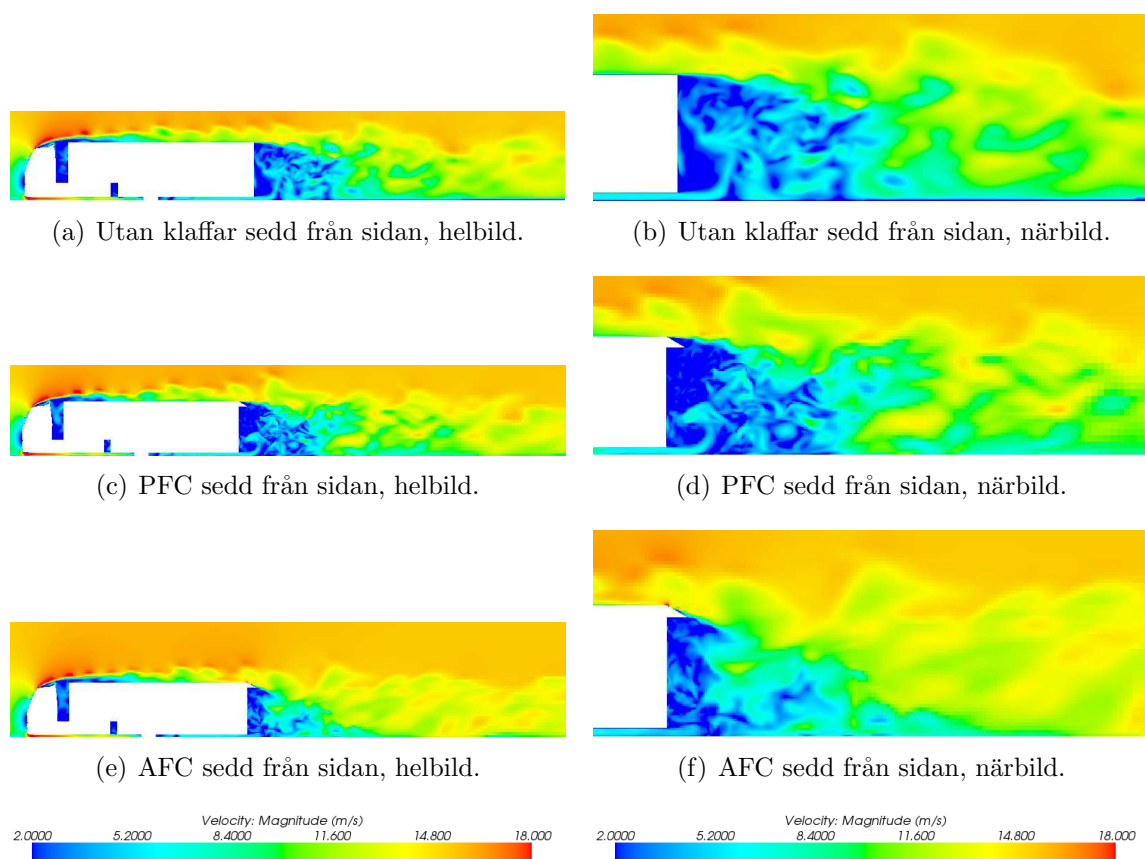 (a) Utan klaffar sedd från sidan, helbild.
(b) Utan klaffar sedd från sidan, närbild.
(c) PFC sedd från sidan, helbild.
(d) PFC sedd från sidan, närbild.
(e) AFC sedd från sidan, helbild.
(f) AFC sedd från sidan, närbild.
Velocity: Magnitude (m/s)
2.0000 5.2000 8.4000 11.600 14.800 18.000
Velocity: Magnitude (m/s)
2.0000 5.2000 8.4000 11.600 14.800 18.000